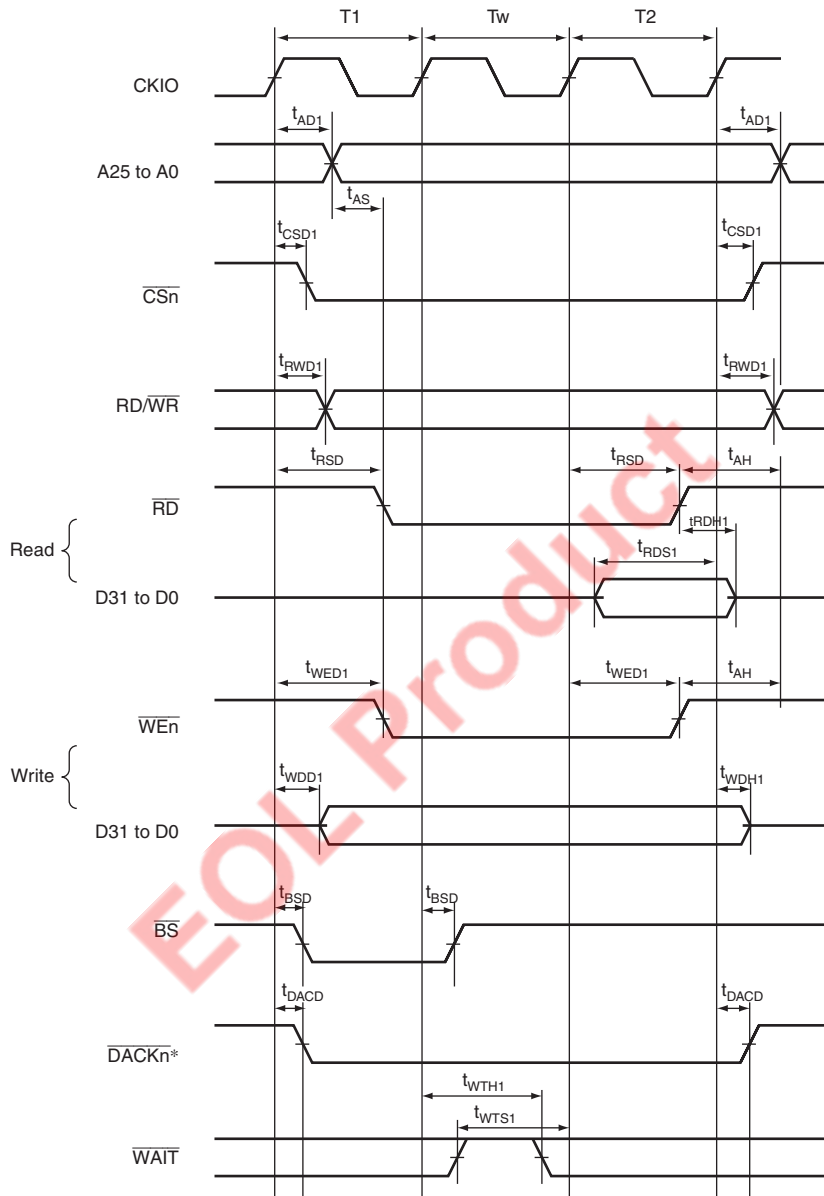 T1 Tw T2
CKIO
tAD1 tAD1
A25 to A0
tAS
tCSD1 tCSD1
CSn
tRWD1 tRWD1
RD/WR
tRSD tRSD tAH
RD
tRDH1
Read
tRDS1
D31 to D0
tWED1 tWED1 tAH
WEn
Write
tWDD1 tWDH1
D31 to D0
tBSD tBSD
BS
tDACD tDACD
DACKn*
tWTH1
tWTS1
WAIT
EOL Product